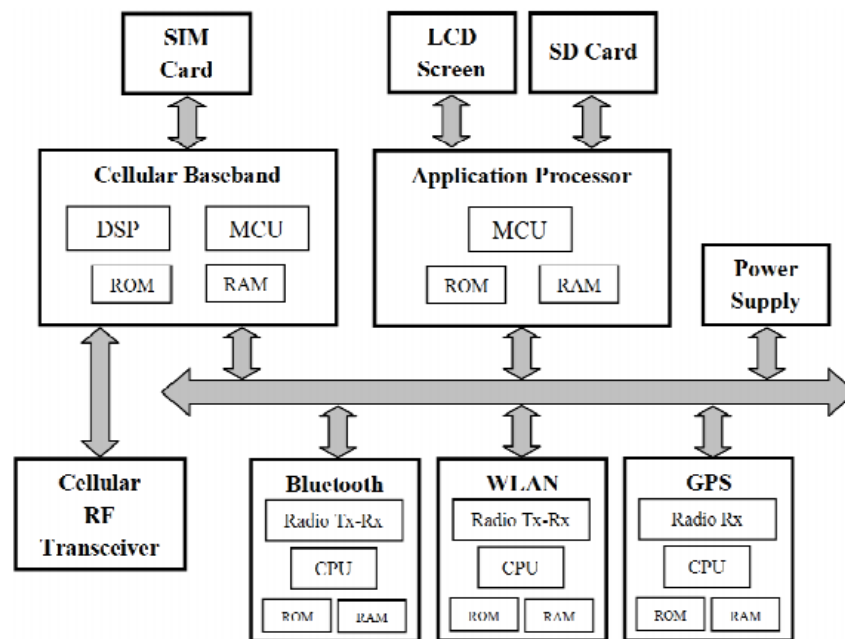 SIM
Card
LCD
Screen
SD Card
Cellular Baseband
DSP
MCU
ROM
RAM
Application Processor
MCU
ROM
RAM
Power
Supply
Cellular
RF
Transceiver
Bluetooth
Radio Tx-Rx
CPU
ROM
RAM
WLAN
Radio Tx-Rx
CPU
ROM
RAM
GPS
Radio Rx
CPU
ROM
RAM